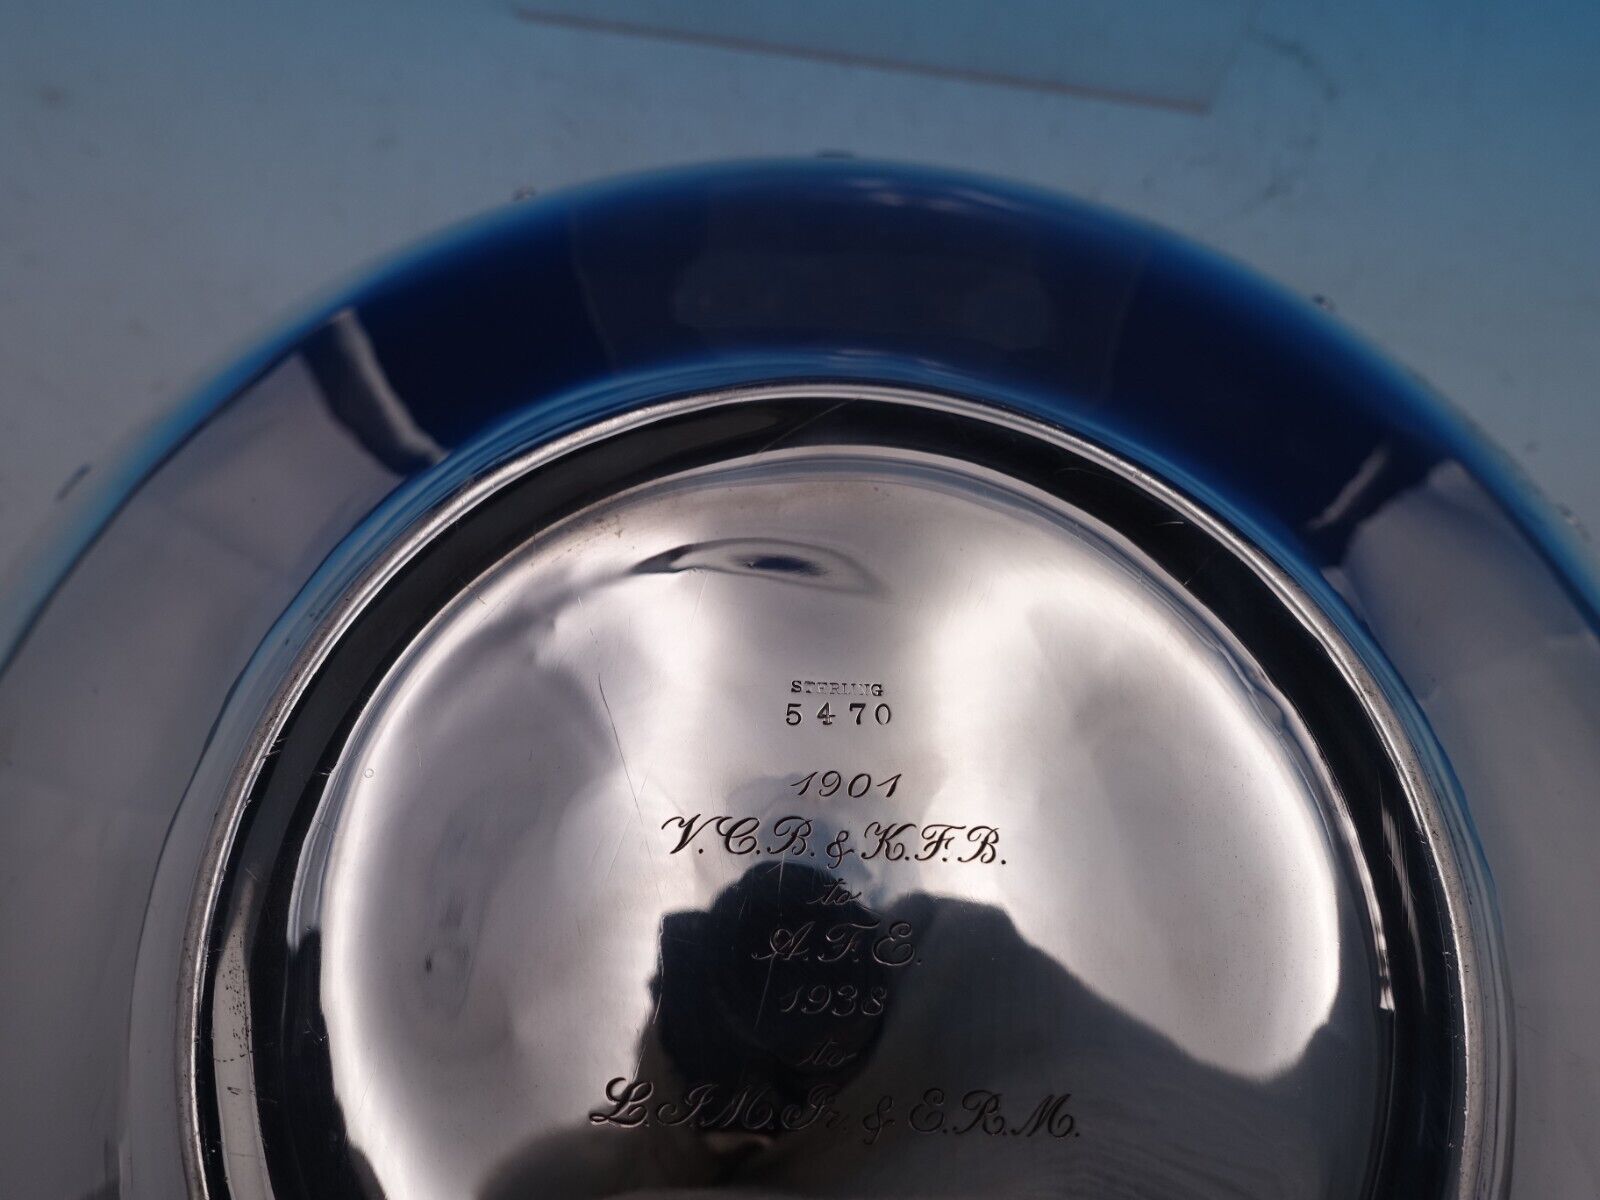 STERLING
5470
1901
V.C.B. & K.F.B.
to
A.F.E.
1938
to
L.I.M.Jr. & E.R.M.